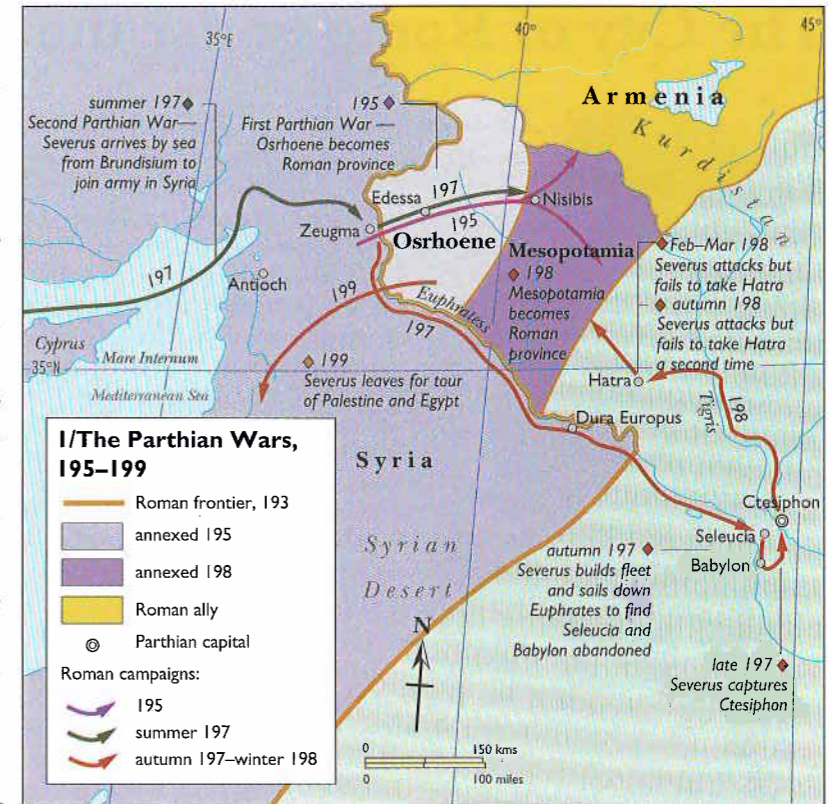 35°E
40°
45°
Armenia
Kurdistan
summer 197
Second Parthian War—
Severus arrives by sea
from Brundisium to
join army in Syria
195
First Parthian War—
Osrhoene becomes
Roman province
Edessa
197
195
Nisibis
Zeugma
Osrhoene
Mesopotamia
198
Mesopotamia
becomes
Roman
province
Feb–Mar 198
Severus attacks but
fails to take Hatra
autumn 198
Severus attacks but
fails to take Hatra
a second time
197
Antioch
199
Euphratess
197
Cyprus
35°N
Mare Internum
Mediterranean Sea
199
Severus leaves for tour
of Palestine and Egypt
Hatra
Tigris
198
Dura Europus
Syria
Syrian
Desert
Ctesiphon
Seleucia
Babylon
autumn 197
Severus builds fleet
and sails down
Euphrates to find
Seleucia and
Babylon abandoned
late 197
Severus captures
Ctesiphon
N
0 150 kms
0 100 miles
1/The Parthian Wars,
195–199
Roman frontier, 193
annexed 195
annexed 198
Roman ally
Parthian capital
Roman campaigns:
195
summer 197
autumn 197–winter 198